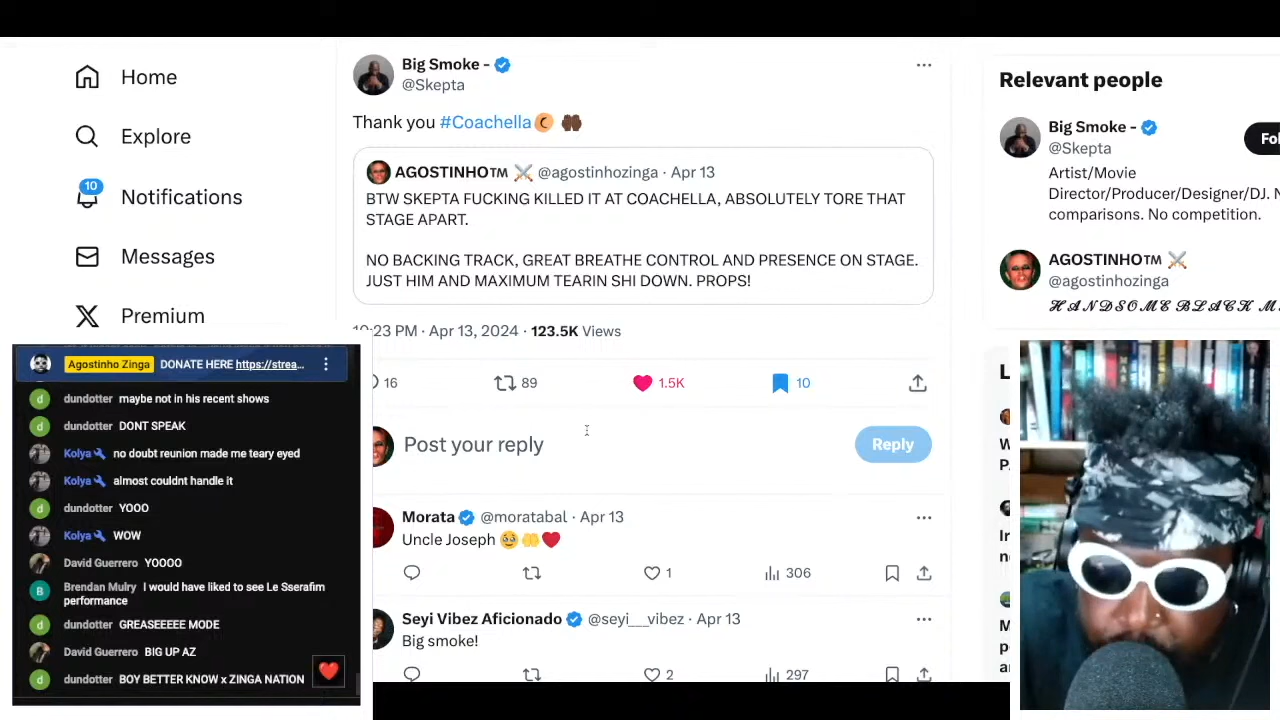 Home
Explore
10
Notifications
Messages
Premium
Big Smoke -
@Skepta
Thank you #Coachella
AGOSTINHO™ @agostinhozinga · Apr 13
BTW SKEPTA FUCKING KILLED IT AT COACHELLA, ABSOLUTELY TORE THAT
STAGE APART.
NO BACKING TRACK, GREAT BREATHE CONTROL AND PRESENCE ON STAGE.
JUST HIM AND MAXIMUM TEARIN SHI DOWN. PROPS!
10:23 PM · Apr 13, 2024 · 123.5K Views
16 89 1.5K 10
Post your reply
Reply
Morata @moratabal · Apr 13
Uncle Joseph 🥹🤲❤️
1 306
Seyi Vibez Aficionado @seyi___vibez · Apr 13
Big smoke!
2 297
Relevant people
Big Smoke -
@Skepta
Fol
Artist/Movie
Director/Producer/Designer/DJ. N
comparisons. No competition.
AGOSTINHO™
@agostinhozinga
HANDSOME BLACK M
Agostinho Zinga DONATE HERE https://strea...
dundotter maybe not in his recent shows
dundotter DONT SPEAK
Kolya no doubt reunion made me teary eyed
Kolya almost couldnt handle it
dundotter YOOO
Kolya WOW
David Guerrero YOOOO
Brendan Mulry I would have liked to see Le Sserafim
performance
dundotter GREASEEEEE MODE
David Guerrero BIG UP AZ
dundotter BOY BETTER KNOW x ZINGA NATION